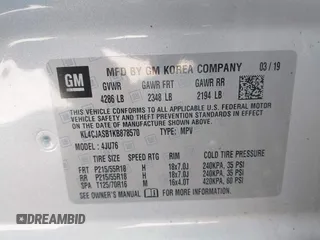 GM
MFD BY GM KOREA COMPANY 03/19
GVWR GAWR FRT GAWR RR
4286 LB 2348 LB 2194 LB
THIS VEHICLE CONFORMS TO ALL APPLICABLE U.S. FEDERAL MOTOR
VEHICLE SAFETY, BUMPER, AND THEFT PREVENTION STANDARDS
IN EFFECT ON THE DATE OF MANUFACTURE SHOWN ABOVE.
KL4CJASB1KB878570 TYPE: MPV
MODEL: 4JU76
TIRE SIZE SPEED RTG RIM COLD TIRE PRESSURE
FRT P215/55R18 H 18x7.0J 240KPA, 35 PSI
RR P215/55R18 H 18x7.0J 240KPA, 35 PSI
SPA T125/70R16 M 16x4.0T 420KPA, 60 PSI
SEE OWNER'S MANUAL FOR ADDITIONAL INFORMATION.
DREAMBID